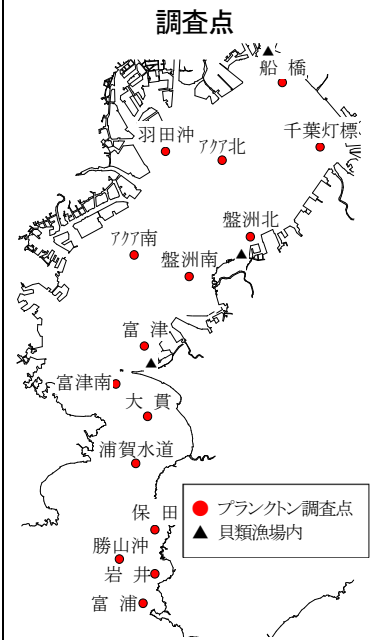 調査点
船橋
千葉灯標
羽田沖
ｱｸｱ北
盤洲北
ｱｸｱ南
盤洲南
富津
富津南
大貫
浦賀水道
保田
● プランクトン調査点
▲ 貝類漁場内
勝山沖
岩井
富浦